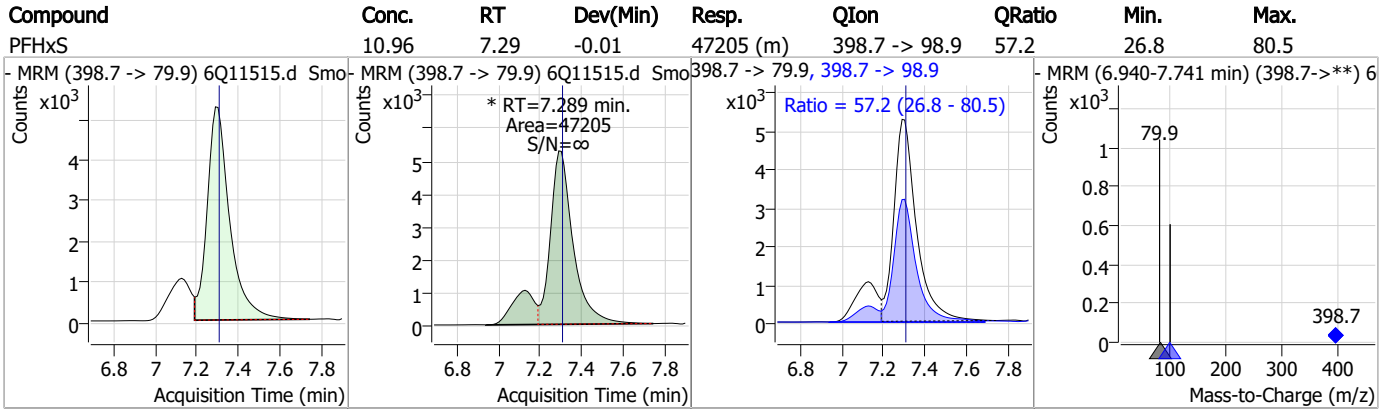 Compound Conc. RT Dev(Min) Resp. QIon QRatio Min. Max.
PFHxS 10.96 7.29 -0.01 47205 (m) 398.7 -> 98.9 57.2 26.8 80.5
- MRM (398.7 -> 79.9) 6Q11515.d Smo
Counts
x10³
5
4
3
2
1
0
6.8 7 7.2 7.4 7.6 7.8
Acquisition Time (min)
- MRM (398.7 -> 79.9) 6Q11515.d Smo
Counts
x10³
* RT=7.289 min.
Area=47205
S/N=∞
5
4
3
2
1
0
6.8 7 7.2 7.4 7.6 7.8
Acquisition Time (min)
398.7 -> 79.9, 398.7 -> 98.9
x10³
Ratio = 57.2 (26.8 - 80.5)
5
4
3
2
1
0
6.8 7 7.2 7.4 7.6 7.8
Acquisition Time (min)
- MRM (6.940-7.741 min) (398.7->**) 6
Counts
x10³
79.9
1
0.8
0.6
0.4
0.2
398.7
0
100 200 300 400
Mass-to-Charge (m/z)